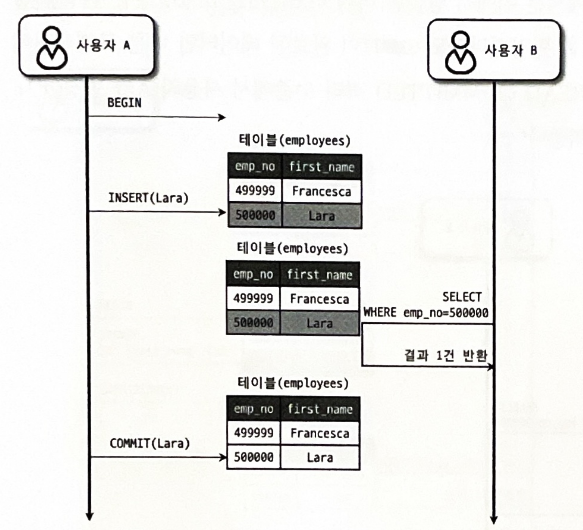 사용자 A
사용자 B
BEGIN
테이블(employees)
emp_no first_name
499999 Francesca
INSERT(Lara)
500000 Lara
테이블(employees)
emp_no first_name
499999 Francesca
500000 Lara
SELECT
WHERE emp_no=500000
결과 1건 반환
테이블(employees)
emp_no first_name
499999 Francesca
COMMIT(Lara)
500000 Lara